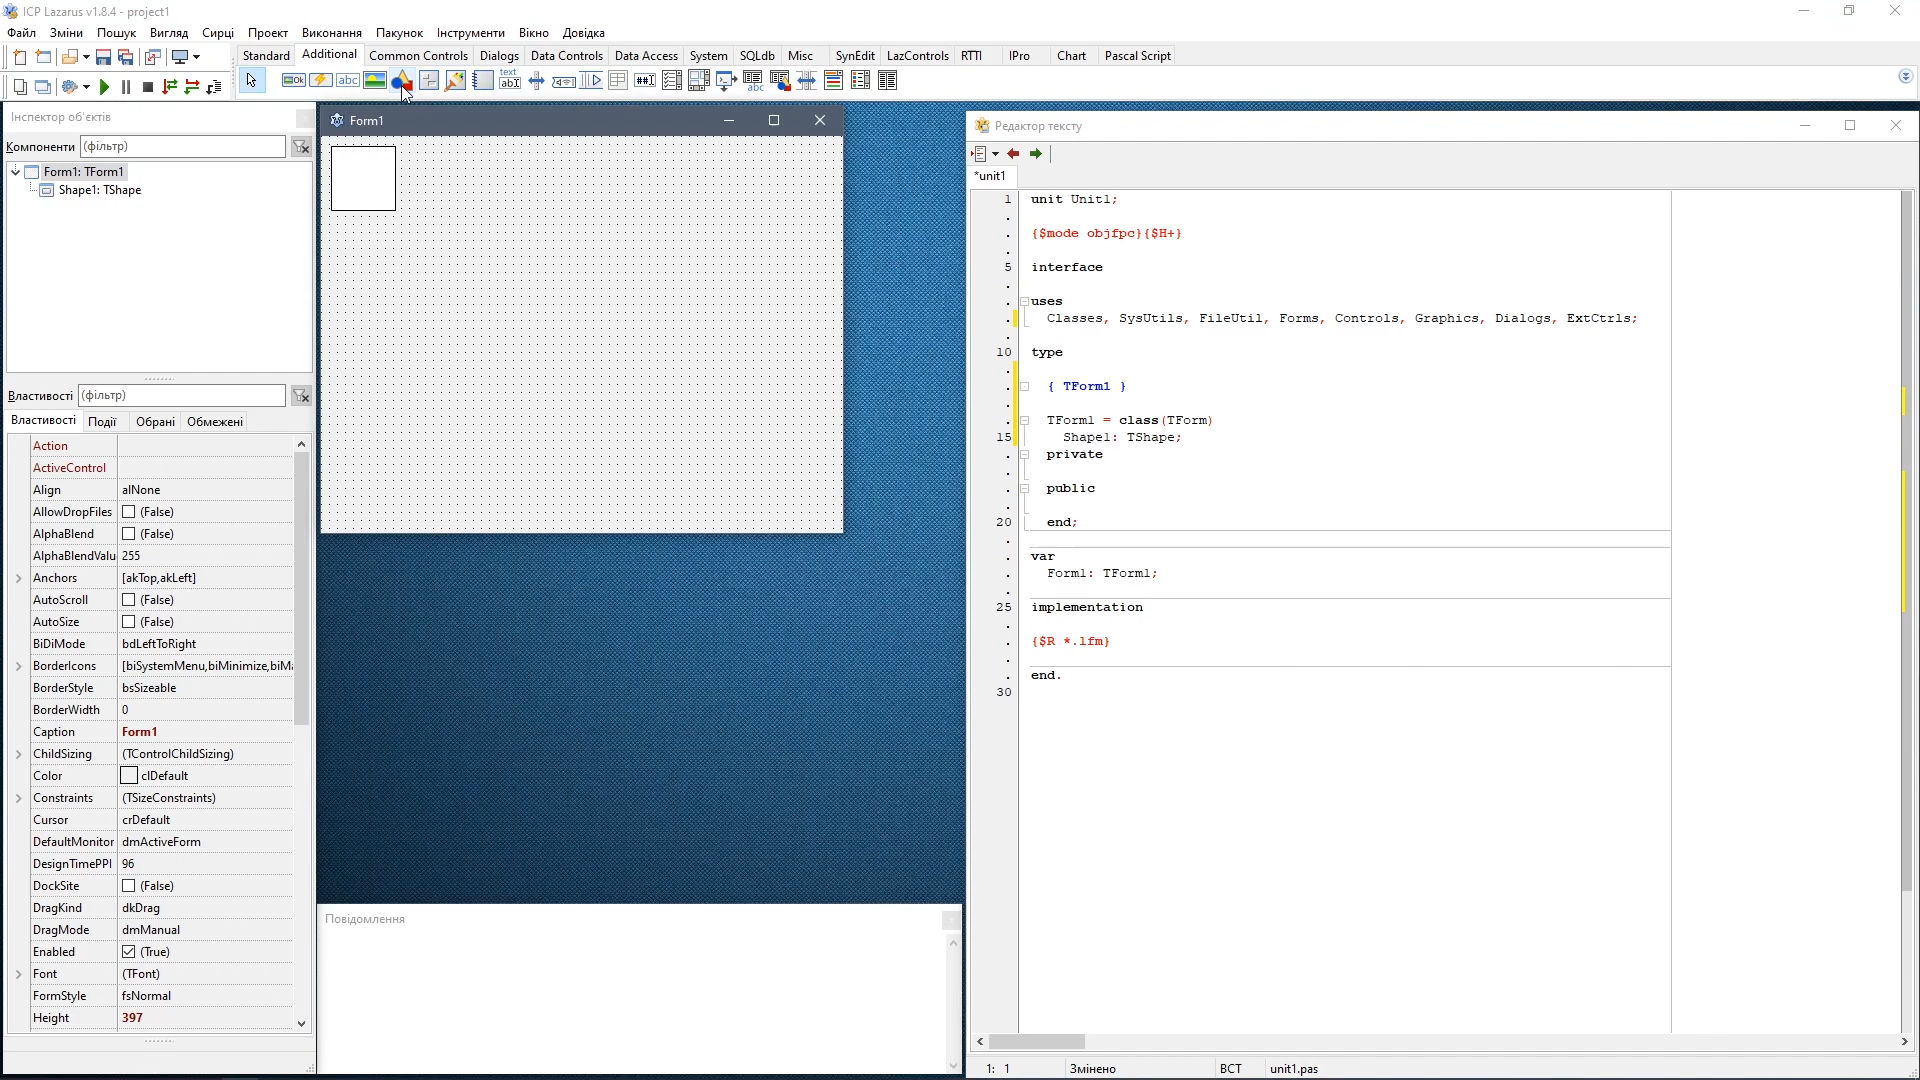 ІСР Lazarus v1.8.4 - project1
Файл Зміни Пошук Вигляд Сирці Проект Виконання Пакунок Інструменти Вікно Довідка
Standard Additional Common Controls Dialogs Data Controls Data Access System SQLdb Misc SynEdit LazControls RTTI IPro Chart Pascal Script
Інспектор об'єктів
Компоненти (фільтр)
Form1: TForm1
Shape1: TShape
Властивості (фільтр)
Властивості Події Обрані Обмежені
Action
ActiveControl
Align alNone
AllowDropFiles (False)
AlphaBlend (False)
AlphaBlendValu 255
Anchors [akTop,akLeft]
AutoScroll (False)
AutoSize (False)
BiDiMode bdLeftToRight
BorderIcons [biSystemMenu,biMinimize,biMa
BorderStyle bsSizeable
BorderWidth 0
Caption Form1
ChildSizing (TControlChildSizing)
Color clDefault
Constraints (TSizeConstraints)
Cursor crDefault
DefaultMonitor dmActiveForm
DesignTimePPI 96
DockSite (False)
DragKind dkDrag
DragMode dmManual
Enabled (True)
Font (TFont)
FormStyle fsNormal
Height 397
Form1
Повідомлення
Редактор тексту
*unit1
1 unit Unit1;
{$mode objfpc}{$H+}
5 interface
uses
Classes, SysUtils, FileUtil, Forms, Controls, Graphics, Dialogs, ExtCtrls;
10 type
{ TForm1 }
TForm1 = class(TForm)
15 Shape1: TShape;
private
public
20 end;
var
Form1: TForm1;
25 implementation
{$R *.lfm}
end.
30
1: 1 Змінено ВСТ unit1.pas